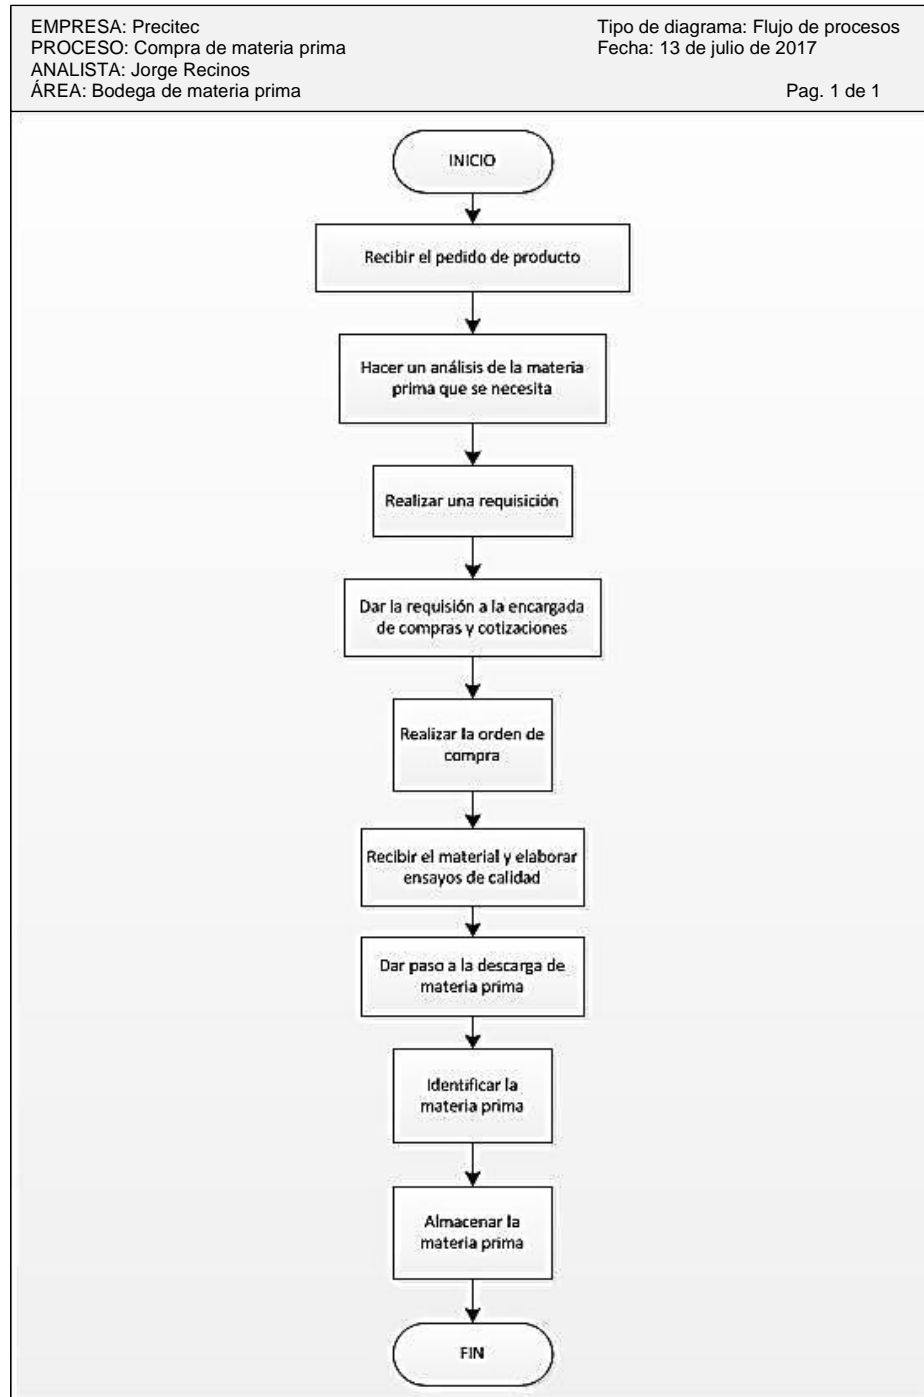 EMPRESA: Precitec
Tipo de diagrama: Flujo de procesos
PROCESO: Compra de materia prima
Fecha: 13 de julio de 2017
ANALISTA: Jorge Recinos
ÁREA: Bodega de materia prima
Pag. 1 de 1
INICIO
Recibir el pedido de producto
Hacer un análisis de la materia
prima que se necesita
Realizar una requisición
Dar la requisión a la encargada
de compras y cotizaciones
Realizar la orden de
compra
Recibir el material y elaborar
ensayos de calidad
Dar paso a la descarga de
materia prima
Identificar la
materia prima
Almacenar la
materia prima
FIN